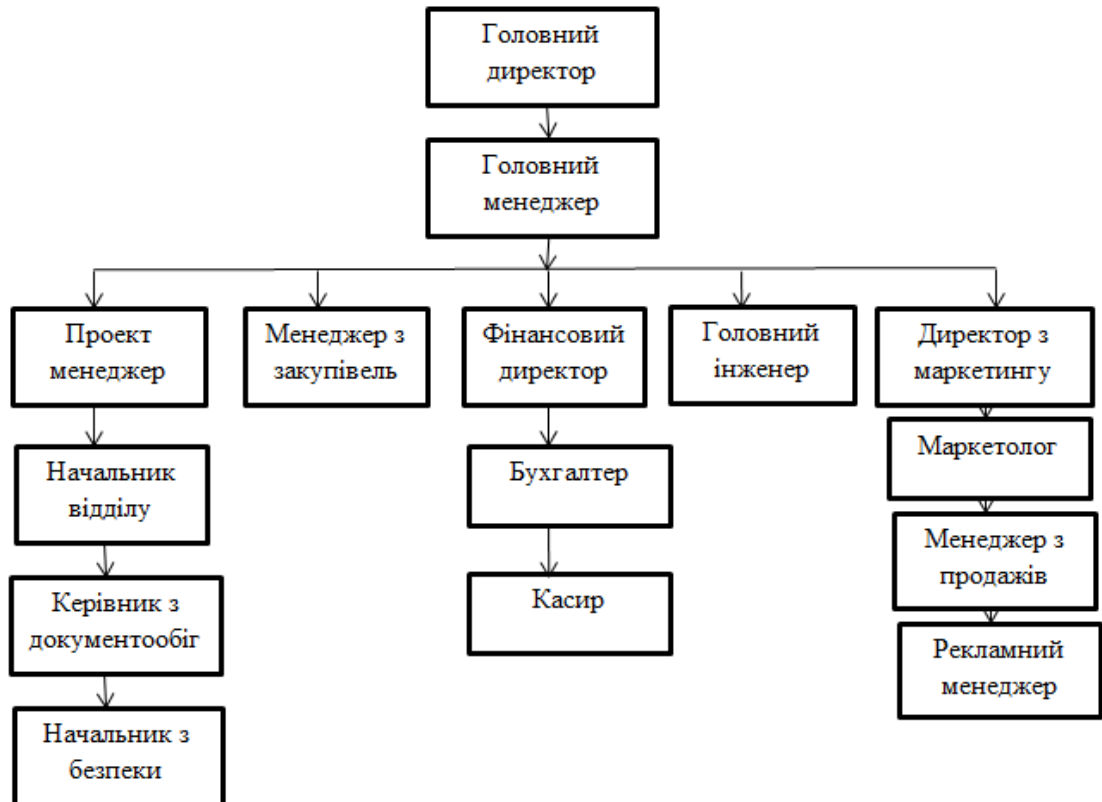 Головний
директор
Головний
менеджер
Проект
менеджер
Менеджер з
закупівель
Фінансовий
директор
Головний
інженер
Директор з
маркетингу
Начальник
відділу
Бухгалтер
Маркетолог
Керівник з
документообіг
Касир
Менеджер з
продажів
Начальник з
безпеки
Рекламний
менеджер